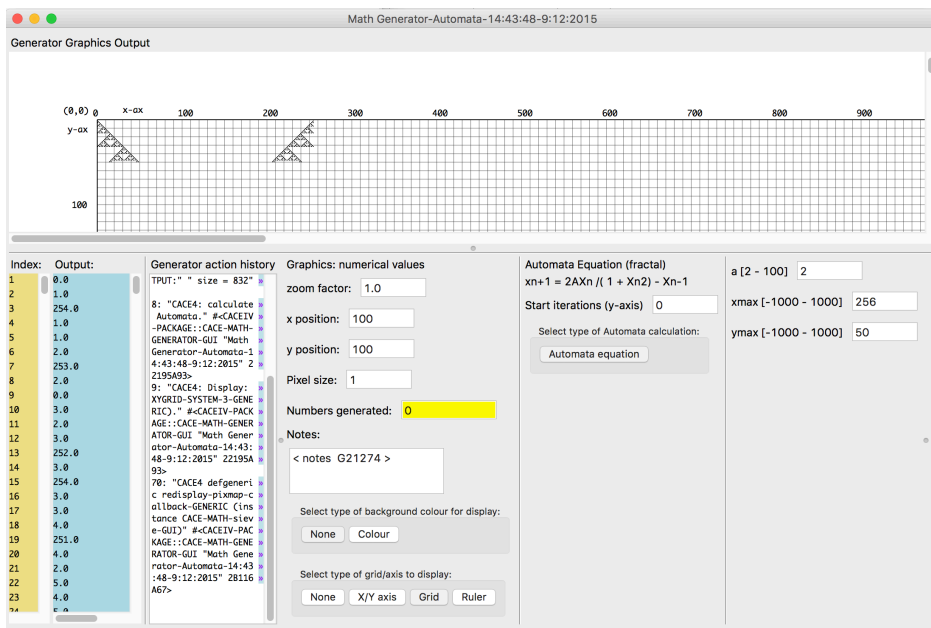 Math Generator-Automata-14:43:48-9:12:2015
Generator Graphics Output
(0,0) 0 x-ax 100 200 300 400 500 600 700 800 900
y-ax
100
Index: Output:
1 0.0
2 1.0
3 254.0
4 1.0
5 1.0
6 2.0
7 253.0
8 2.0
9 0.0
10 3.0
11 2.0
12 3.0
13 252.0
14 3.0
15 254.0
16 3.0
17 3.0
18 4.0
19 251.0
20 4.0
21 2.0
22 5.0
23 4.0
24 5.0
Generator action history
TPUT:" " size = 832" »
8: "CACE4: calculate »
Automata." #<CACEIV »
-PACKAGE::CACE-MATH- »
GENERATOR-GUI "Math »
Generator-Automata-1 »
4:43:48-9:12:2015" 2 »
2195A93>
9: "CACE4: Display: »
XYGRID-SYSTEM-3-GENE »
RIC)." #<CACEIV-PACK »
AGE::CACE-MATH-GENER »
ATOR-GUI "Math Gener »
ator-Automata-14:43: »
48-9:12:2015" 22195A »
93>
70: "CACE4 defgeneri »
c redisplay-pixmap-c »
allback-GENERIC (ins »
tance CACE-MATH-siev »
e-GUI)" #<CACEIV-PAC »
KAGE::CACE-MATH-GENE »
RATOR-GUI "Math Gene »
rator-Automata-14:43 »
:48-9:12:2015" 2B116 »
A67>
Graphics: numerical values
zoom factor: 1.0
x position: 100
y position: 100
Pixel size: 1
Numbers generated: 0
Notes:
< notes G21274 >
Select type of background colour for display:
None Colour
Select type of grid/axis to display:
None X/Y axis Grid Ruler
Automata Equation (fractal)
xn+1 = 2AXn /( 1 + Xn2) - Xn-1
Start iterations (y-axis) 0
Select type of Automata calculation:
Automata equation
a [2 - 100] 2
xmax [-1000 - 1000] 256
ymax [-1000 - 1000] 50